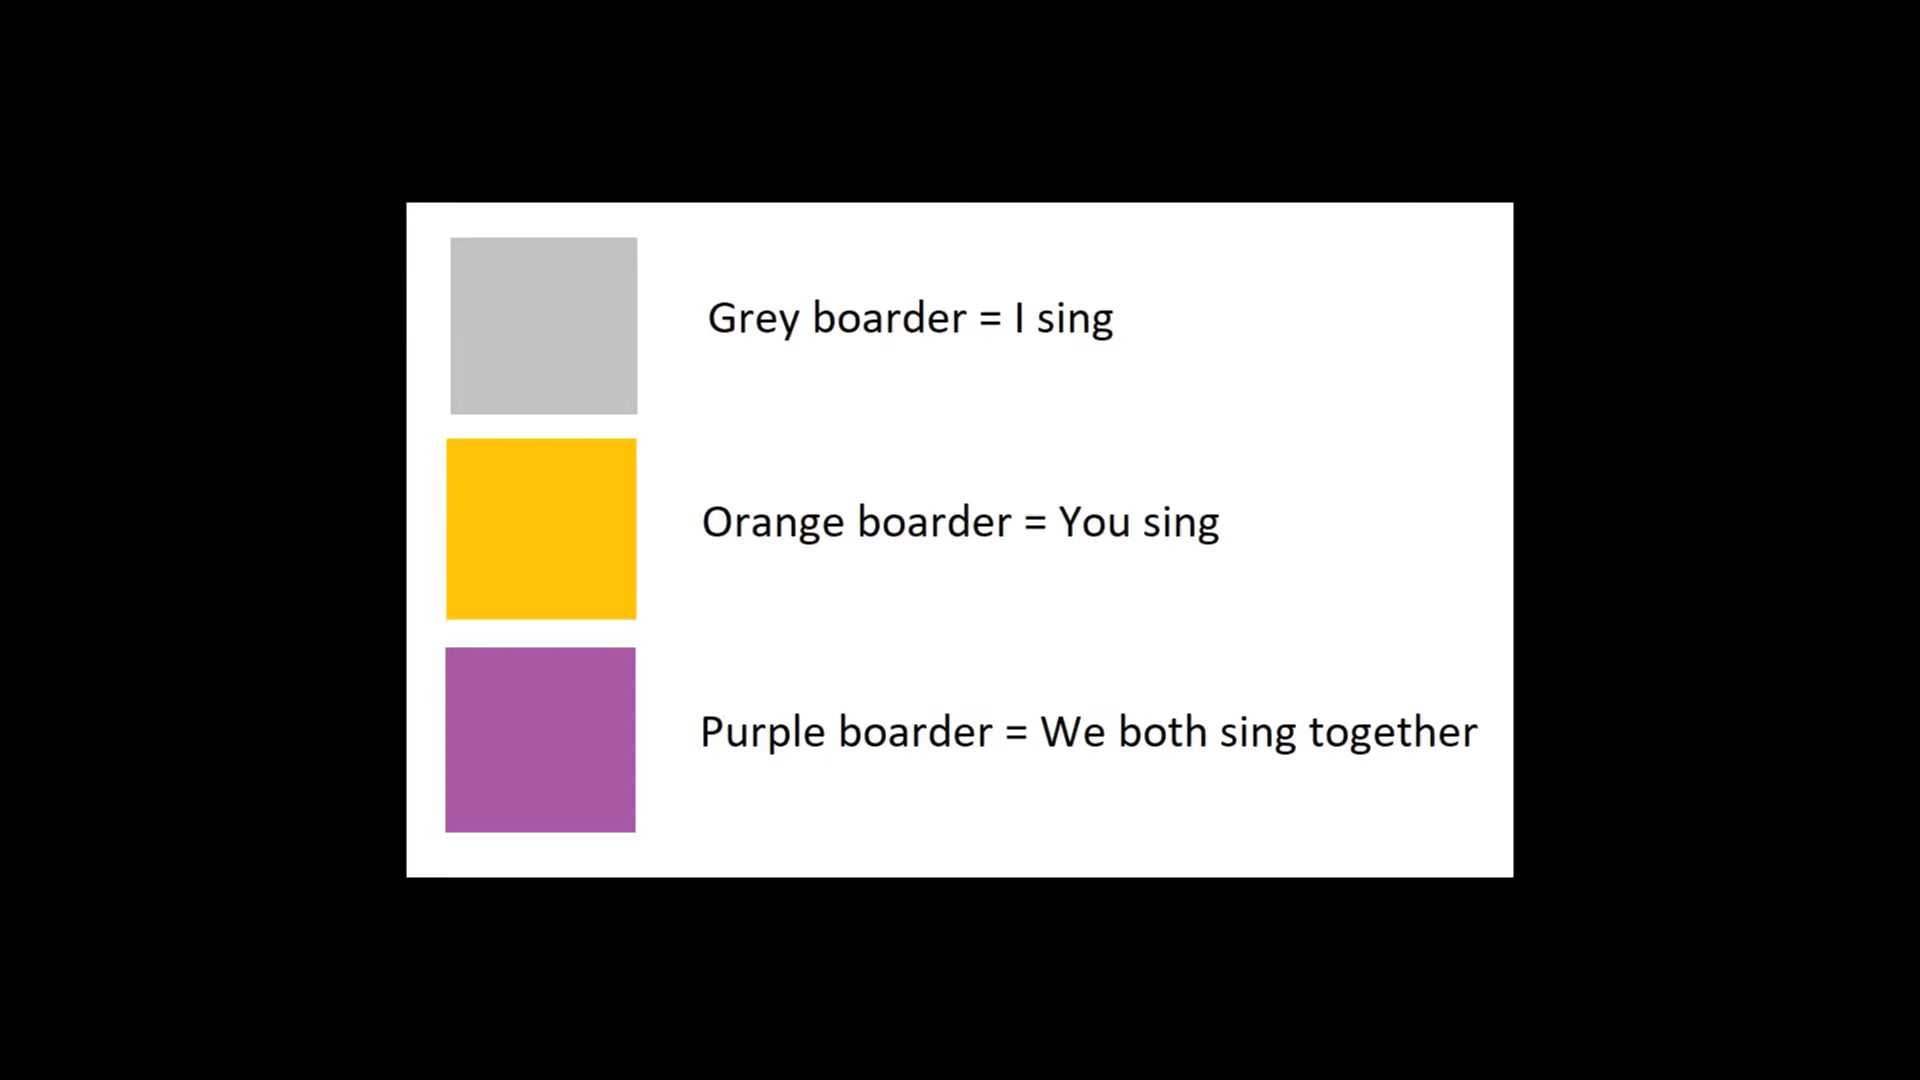 Grey boarder = I sing
Orange boarder = You sing
Purple boarder = We both sing together